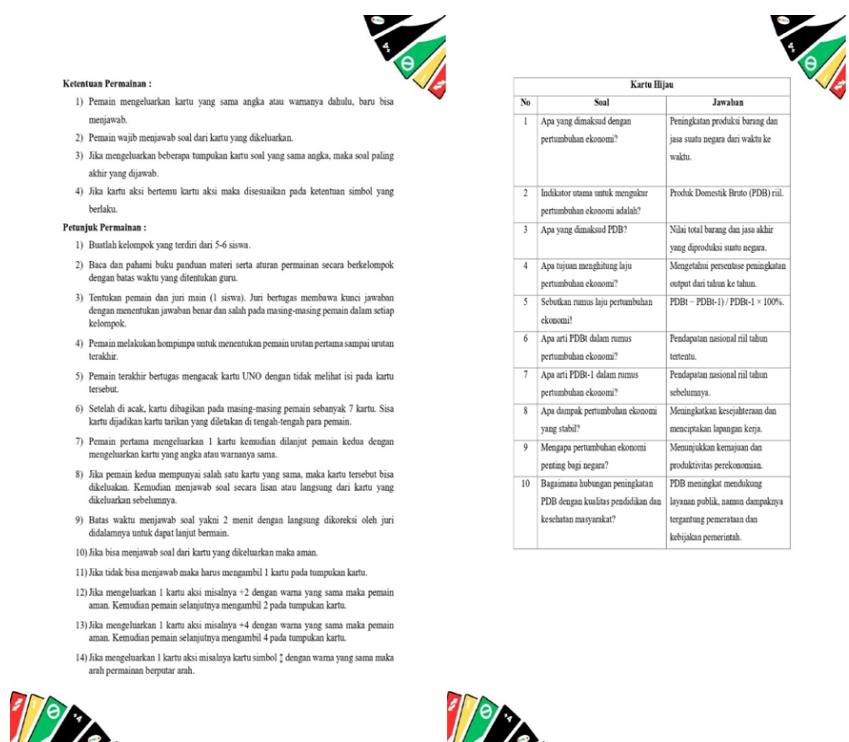 Ketentuan Permainan :
1) Pemain mengeluarkan kartu yang sama angka atau warnanya dahulu, baru bisa
menjawab.
2) Pemain wajib menjawab soal dari kartu yang dikeluarkan.
3) Jika mengeluarkan beberapa tumpukan kartu soal yang sama angka, maka soal paling
akhir yang dijawab.
4) Jika kartu aksi bertemu kartu aksi maka disesuaikan pada ketentuan simbol yang
berlaku.
Petunjuk Permainan :
1) Buatlah kelompok yang terdiri dari 5-6 siswa.
2) Baca dan pahami buku panduan materi serta aturan permainan secara berkelompok
dengan batas waktu yang ditentukan guru.
3) Tentukan pemain dan juri main (1 siswa). Juri bertugas membawa kunci jawaban
dengan menentukan jawaban benar dan salah pada masing-masing pemain dalam setiap
kelompok.
4) Pemain melakukan hompimpa untuk menentukan pemain urutan pertama sampai urutan
terakhir.
5) Pemain terakhir bertugas mengacak kartu UNO dengan tidak melihat isi pada kartu
tersebut.
6) Setelah di acak, kartu dibagikan pada masing-masing pemain sebanyak 7 kartu. Sisa
kartu dijadikan kartu tarikan yang diletakan di tengah-tengah para pemain.
7) Pemain pertama mengeluarkan 1 kartu kemudian dilanjut pemain kedua dengan
mengeluarkan kartu yang angka atau warnanya sama.
8) Jika pemain kedua mempunyai salah satu kartu yang sama, maka kartu tersebut bisa
dikeluakan. Kemudian menjawab soal secara lisan atau langsung dari kartu yang
dikeluarkan sebelumnya.
9) Batas waktu menjawab soal yakni 2 menit dengan langsung dikoreksi oleh juri
didalamnya untuk dapat lanjut bermain.
10) Jika bisa menjawab soal dari kartu yang dikeluarkan maka aman.
11) Jika tidak bisa menjawab maka harus mengambil 1 kartu pada tumpukan kartu.
12) Jika mengeluarkan 1 kartu aksi misalnya +2 dengan warna yang sama maka pemain
aman. Kemudian pemain selanjutnya mengambil 2 pada tumpukan kartu.
13) Jika mengeluarkan 1 kartu aksi misalnya +4 dengan warna yang sama maka pemain
aman. Kemudian pemain selanjutnya mengambil 4 pada tumpukan kartu.
14) Jika mengeluarkan 1 kartu aksi misalnya kartu simbol ↕ dengan warna yang sama maka
arah permainan berputar arah.
Kartu Hijau
No Soal Jawaban
1 Apa yang dimaksud dengan Peningkatan produksi barang dan
pertumbuhan ekonomi? jasa suatu negara dari waktu ke
waktu.
2 Indikator utama untuk mengukur Produk Domestik Bruto (PDB) riil.
pertumbuhan ekonomi adalah?
3 Apa yang dimaksud PDB? Nilai total barang dan jasa akhir
yang diproduksi suatu negara.
4 Apa tujuan menghitung laju Mengetahui persentase peningkatan
pertumbuhan ekonomi? output dari tahun ke tahun.
5 Sebutkan rumus laju pertumbuhan PDBt − PDBt-1) / PDBt-1 × 100%.
ekonomi!
6 Apa arti PDBt dalam rumus Pendapatan nasional riil tahun
pertumbuhan ekonomi? tertentu.
7 Apa arti PDBt-1 dalam rumus Pendapatan nasional riil tahun
pertumbuhan ekonomi? sebelumnya.
8 Apa dampak pertumbuhan ekonomi Meningkatkan kesejahteraan dan
yang stabil? menciptakan lapangan kerja.
9 Mengapa pertumbuhan ekonomi Menunjukkan kemajuan dan
penting bagi negara? produktivitas perekonomian.
10 Bagaimana hubungan peningkatan PDB meningkat mendukung
PDB dengan kualitas pendidikan dan layanan publik, namun dampaknya
kesehatan masyarakat? tergantung pemerataan dan
kebijakan pemerintah.